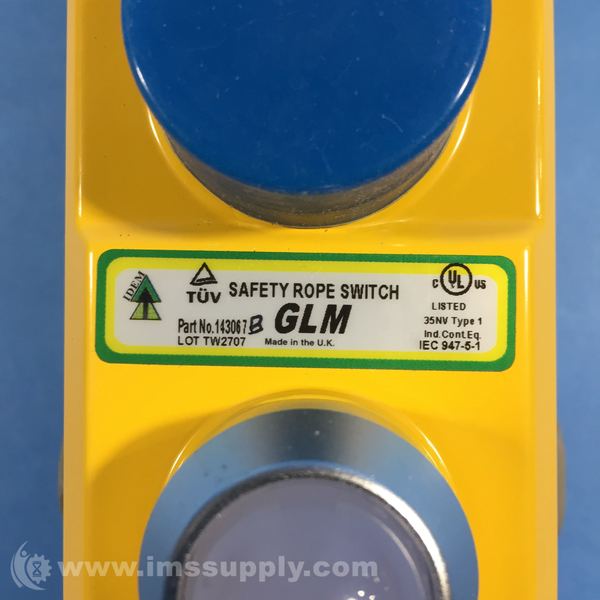 IDEM
TÜV
SAFETY ROPE SWITCH
Part No.143067 B GLM
LOT TW2707
Made in the U.K.
C UL US
LISTED
35NV Type 1
Ind.Cont.Eq.
IEC 947-5-1
www.imssupply.com